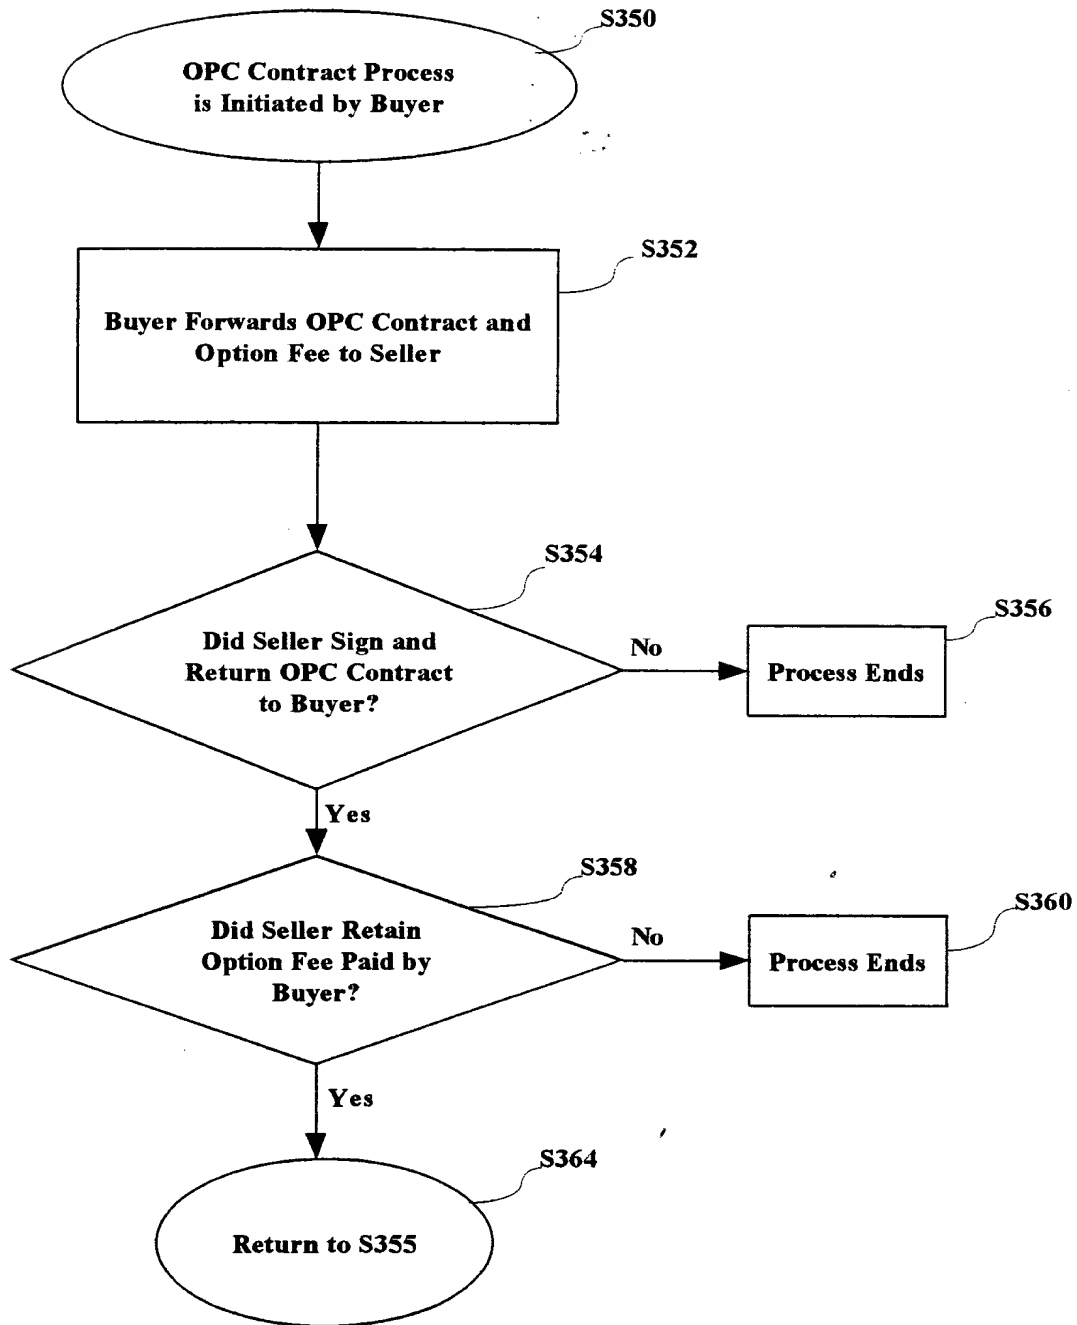 S350
OPC Contract Process
is Initiated by Buyer
S352
Buyer Forwards OPC Contract and
Option Fee to Seller
S354
Did Seller Sign and
Return OPC Contract
to Buyer?
No
S356
Process Ends
Yes
S358
Did Seller Retain
Option Fee Paid by
Buyer?
No
S360
Process Ends
Yes
S364
Return to S355